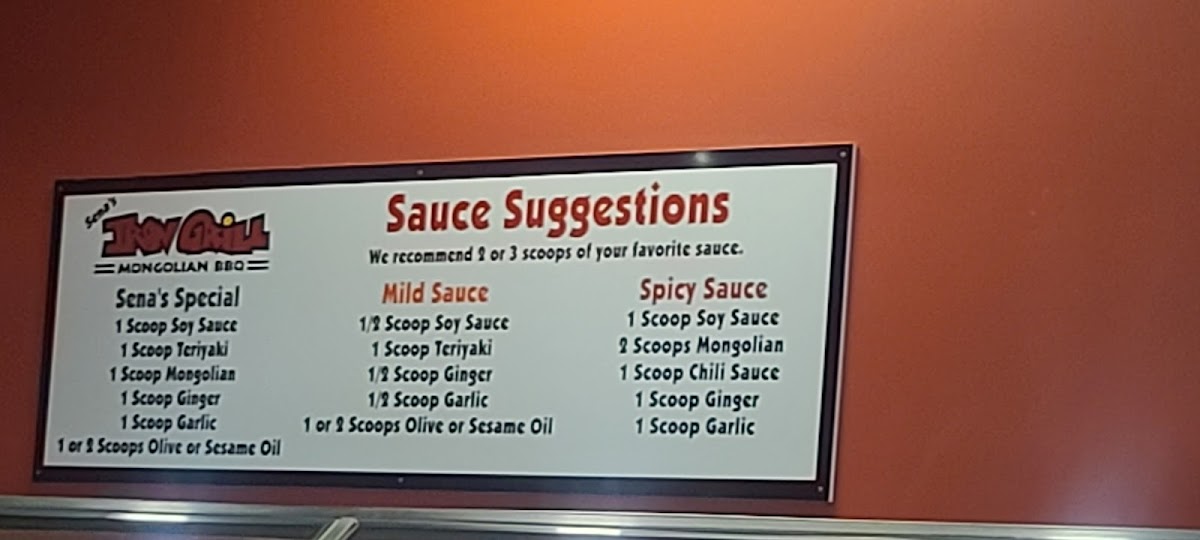 Sena's
IRON GRILL
MONGOLIAN BBQ
Sauce Suggestions
We recommend 2 or 3 scoops of your favorite sauce.
Sena's Special
1 Scoop Soy Sauce
1 Scoop Teriyaki
1 Scoop Mongolian
1 Scoop Ginger
1 Scoop Garlic
1 or 2 Scoops Olive or Sesame Oil
Mild Sauce
1/2 Scoop Soy Sauce
1 Scoop Teriyaki
1/2 Scoop Ginger
1/2 Scoop Garlic
1 or 2 Scoops Olive or Sesame Oil
Spicy Sauce
1 Scoop Soy Sauce
2 Scoops Mongolian
1 Scoop Chili Sauce
1 Scoop Ginger
1 Scoop Garlic